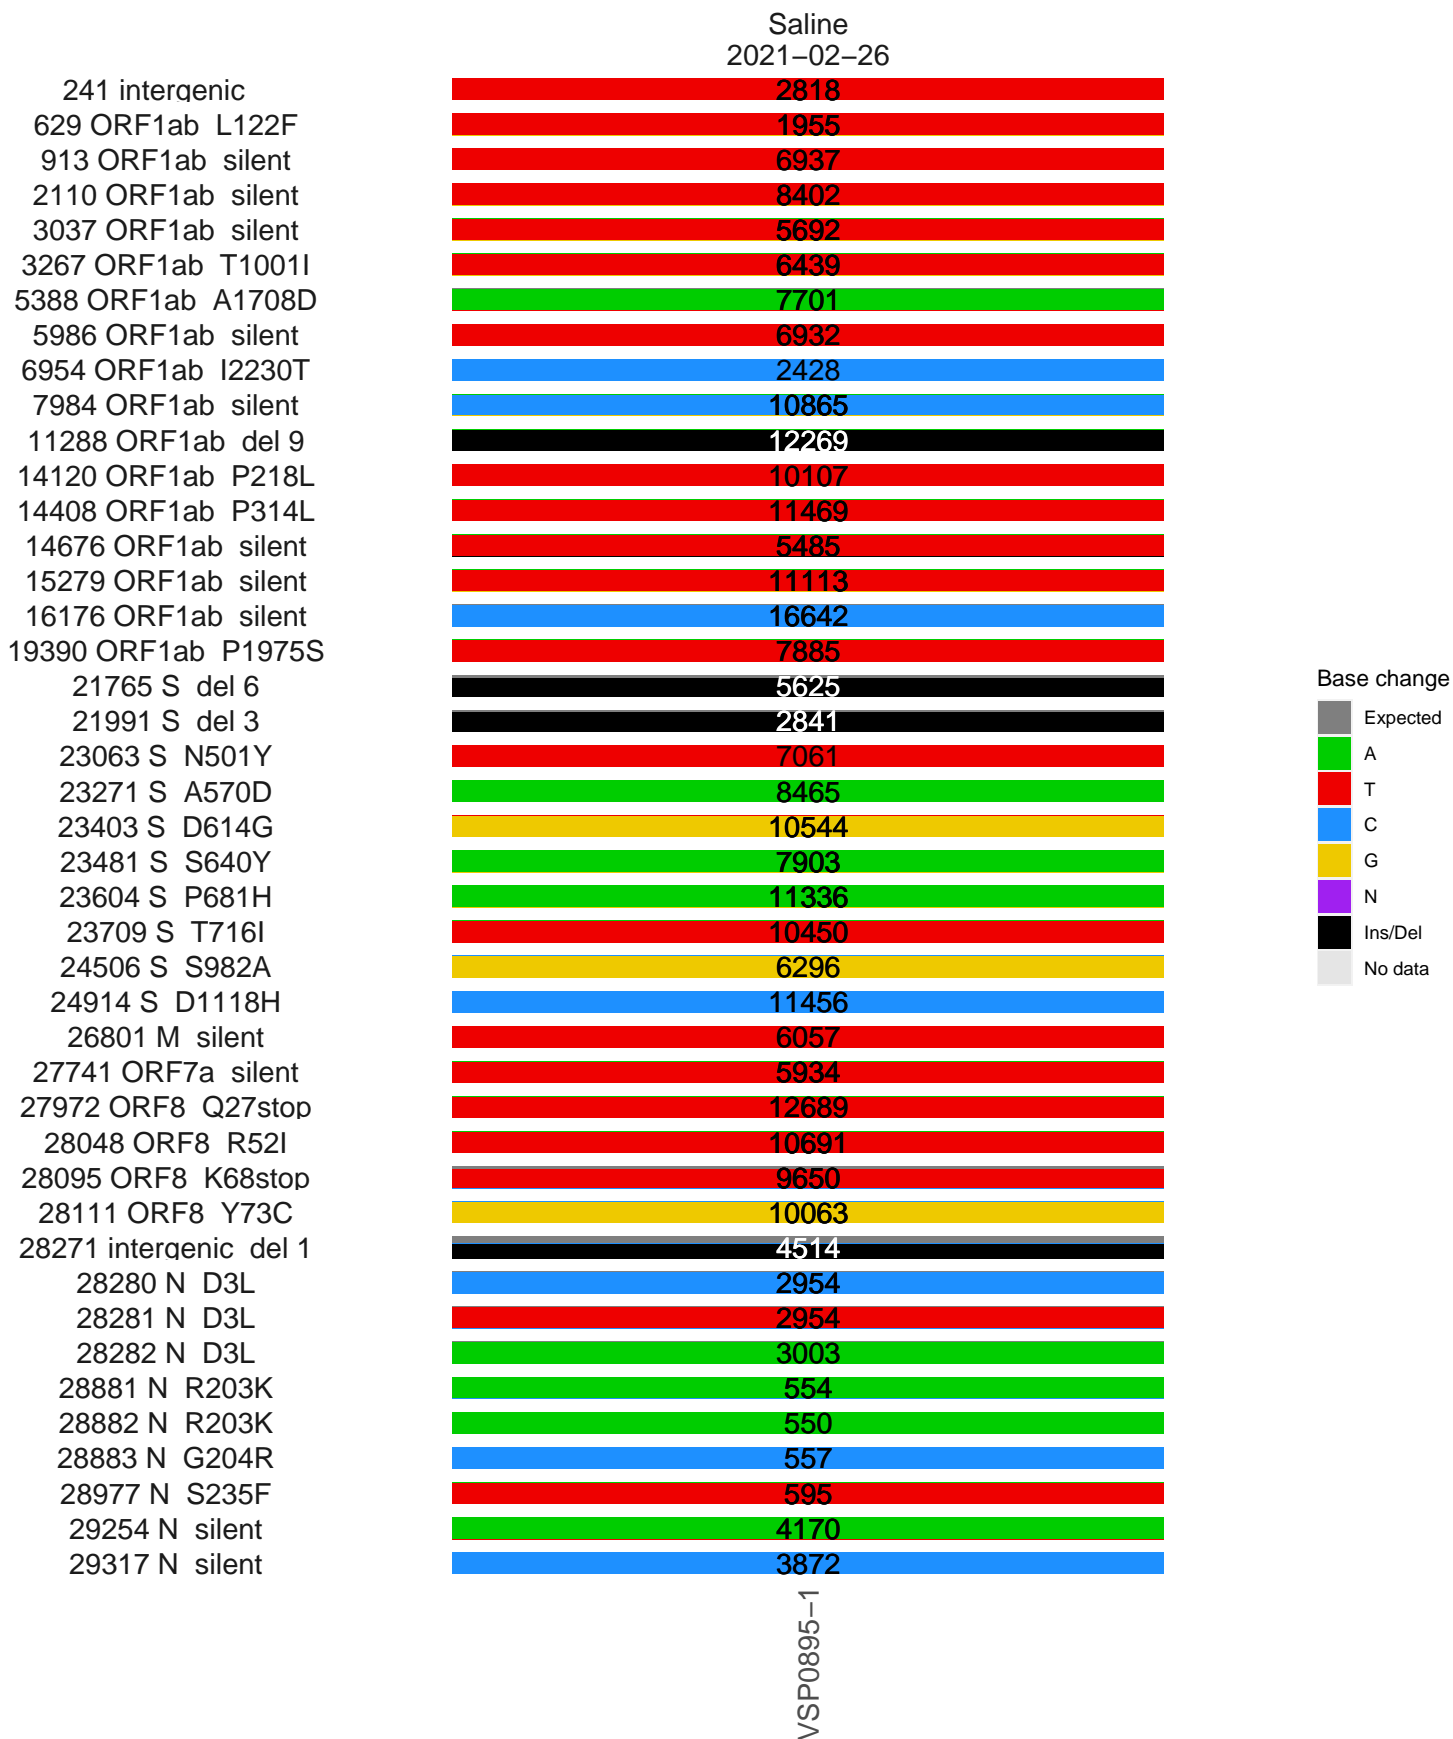 Saline
2021−02−26
241 intergenic 2818
629 ORF1ab L122F 1955
913 ORF1ab silent 6937
2110 ORF1ab silent 8402
3037 ORF1ab silent 5692
3267 ORF1ab T1001I 6439
5388 ORF1ab A1708D 7701
5986 ORF1ab silent 6932
6954 ORF1ab I2230T 2428
7984 ORF1ab silent 10865
11288 ORF1ab del 9 12269
14120 ORF1ab P218L 10107
14408 ORF1ab P314L 11469
14676 ORF1ab silent 5485
15279 ORF1ab silent 11113
16176 ORF1ab silent 16642
19390 ORF1ab P1975S 7885
21765 S del 6 5625
21991 S del 3 2841
23063 S N501Y 7061
23271 S A570D 8465
23403 S D614G 10544
23481 S S640Y 7903
23604 S P681H 11336
23709 S T716I 10450
24506 S S982A 6296
24914 S D1118H 11456
26801 M silent 6057
27741 ORF7a silent 5934
27972 ORF8 Q27stop 12689
28048 ORF8 R52I 10691
28095 ORF8 K68stop 9650
28111 ORF8 Y73C 10063
28271 intergenic del 1 4514
28280 N D3L 2954
28281 N D3L 2954
28282 N D3L 3003
28881 N R203K 554
28882 N R203K 550
28883 N G204R 557
28977 N S235F 595
29254 N silent 4170
29317 N silent 3872
VSP0895−1
Base change
Expected
A
T
C
G
N
Ins/Del
No data